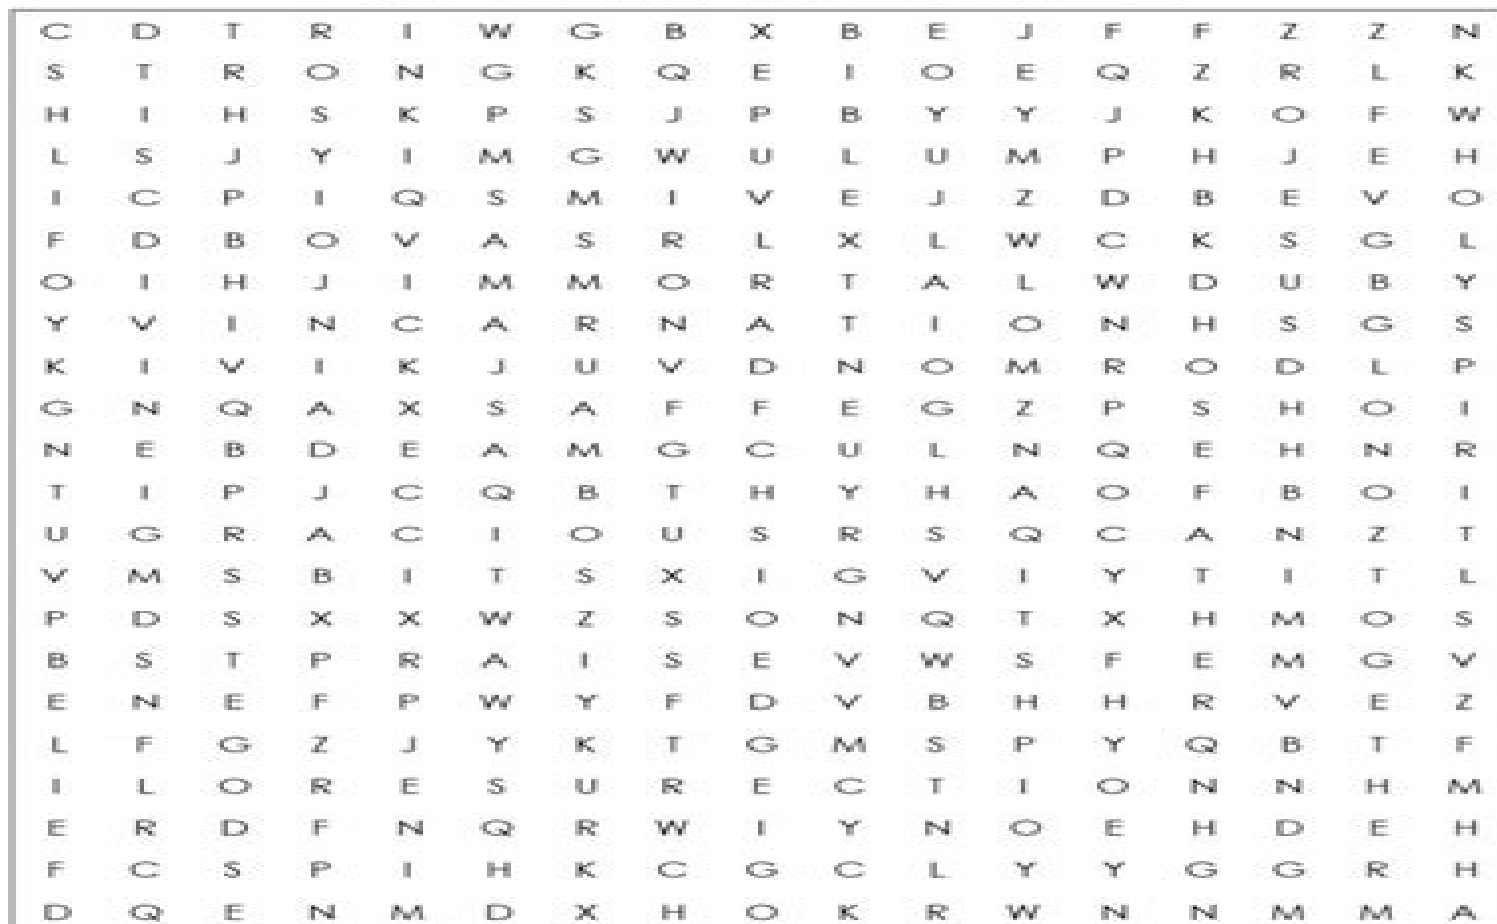 C D T R I W G B X B E J F F Z Z N
S T R O N G K Q E I O E Q Z R L K
H I H S K P S J P B Y Y J K O F W
L S J Y I M G W U L U M P H J E H
I C P I Q S M I V E J Z D B E V O
F D B O V A S R L X L W C K S G L
O I H J I M M O R T A L W D U B Y
Y V I N C A R N A T I O N H S G S
K I V I K J U V D N O M R O D L P
G N Q A X S A F F E G Z P S H O I
N E B D E A M G C U L N Q E H N R
T I P J C Q B T H Y H A O F B O I
U G R A C I O U S R S Q C A N Z T
V M S B I T S X I G V I Y T I T L
P D S X X W Z S O N Q T X H M O S
B S T P R A I S E V W S F E M G V
E N E F P W Y F D V B H H R V E Z
L F G Z J Y K T G M S P Y Q B T F
I L O R E S U R E C T I O N N H M
E R D F N Q R W I Y N O E H D E H
F C S P I H K C G C L Y Y G G R H
D Q E N M D X H O K R W N N M M A